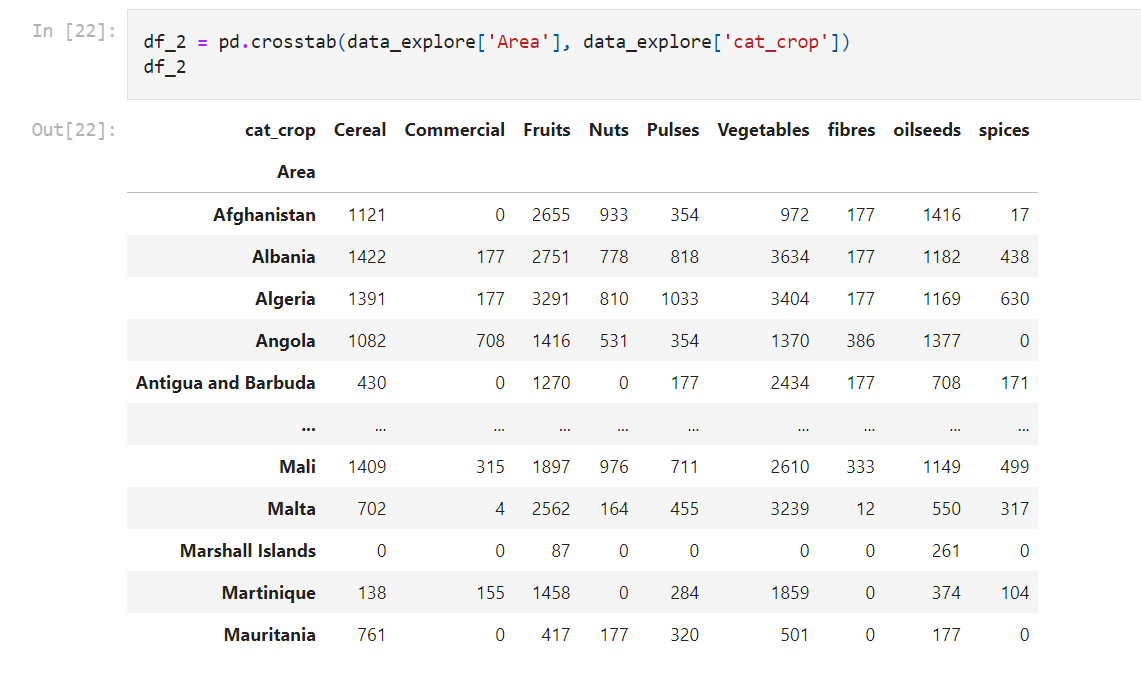 In [22]:
df_2 = pd.crosstab(data_explore['Area'], data_explore['cat_crop'])
df_2
Out[22]:
cat_crop Cereal Commercial Fruits Nuts Pulses Vegetables fibres oilseeds spices
Area
Afghanistan 1121 0 2655 933 354 972 177 1416 17
Albania 1422 177 2751 778 818 3634 177 1182 438
Algeria 1391 177 3291 810 1033 3404 177 1169 630
Angola 1082 708 1416 531 354 1370 386 1377 0
Antigua and Barbuda 430 0 1270 0 177 2434 177 708 171
... ... ... ... ... ... ... ... ... ...
Mali 1409 315 1897 976 711 2610 333 1149 499
Malta 702 4 2562 164 455 3239 12 550 317
Marshall Islands 0 0 87 0 0 0 0 261 0
Martinique 138 155 1458 0 284 1859 0 374 104
Mauritania 761 0 417 177 320 501 0 177 0